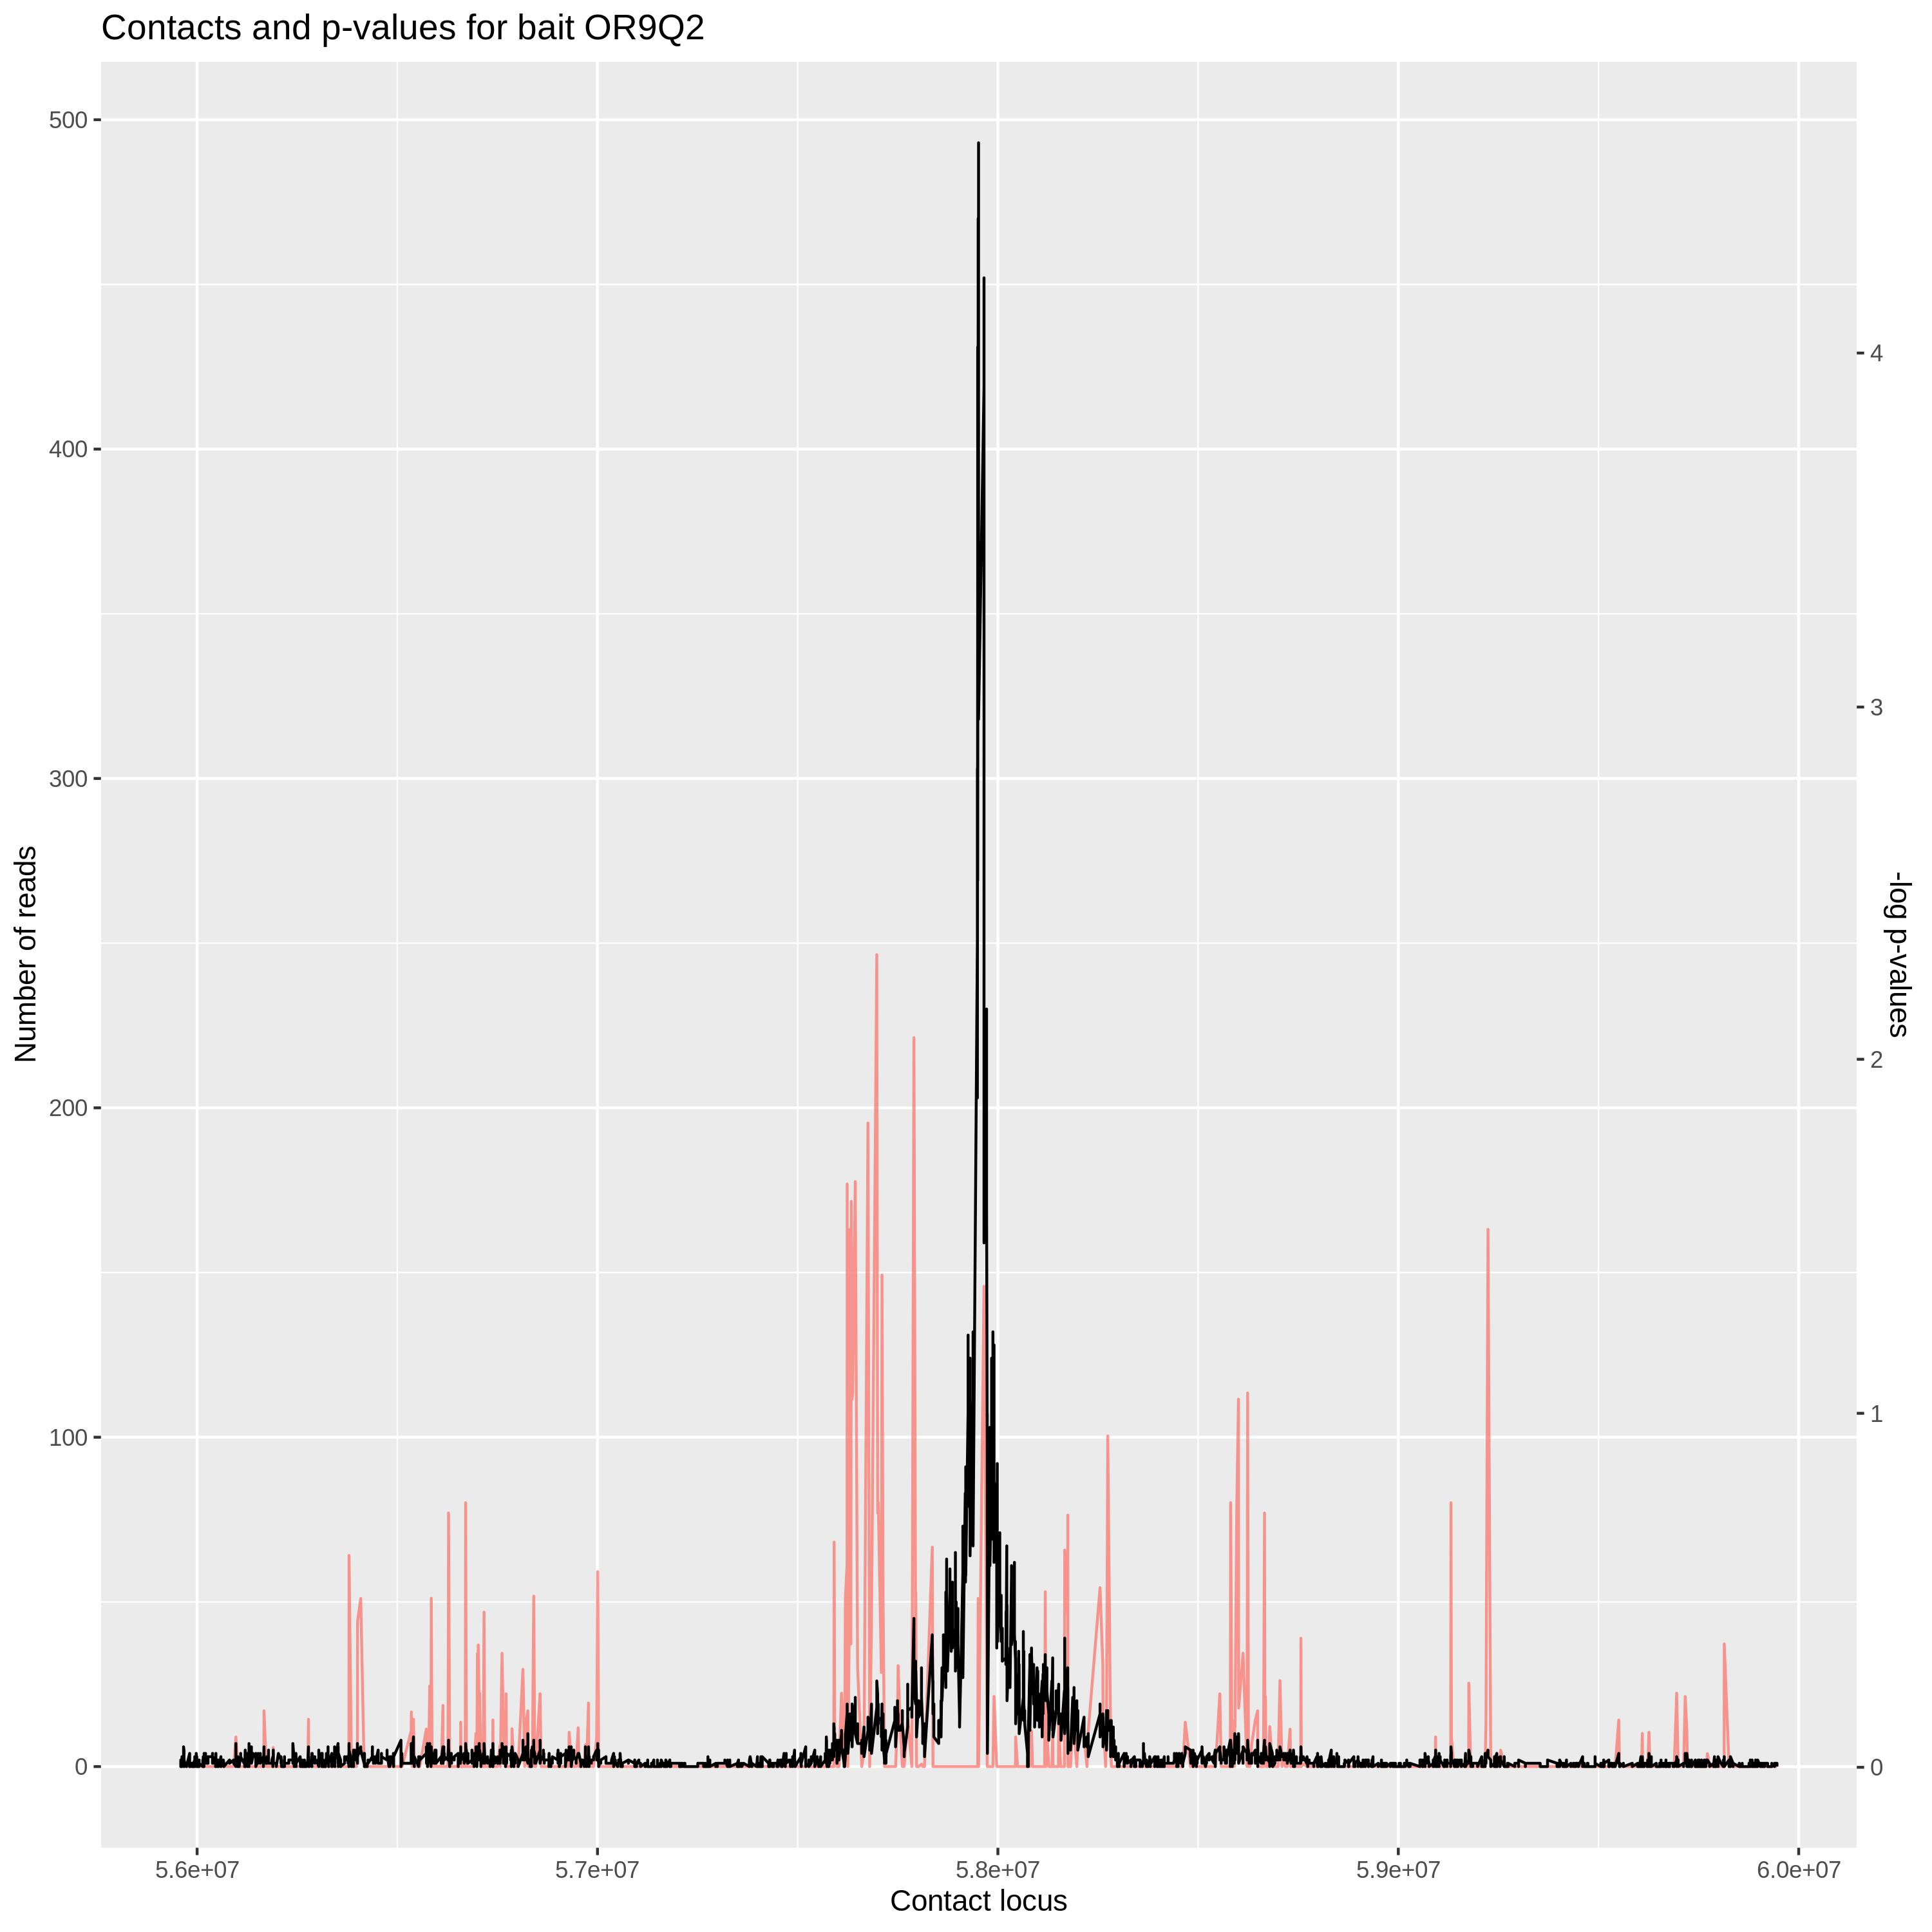 Contacts and p-values for bait OR9Q2
500
400
300
200
100
0
Number of reads
4
3
2
1
0
-log p-values
5.6e+07 5.7e+07 5.8e+07 5.9e+07 6.0e+07
Contact locus